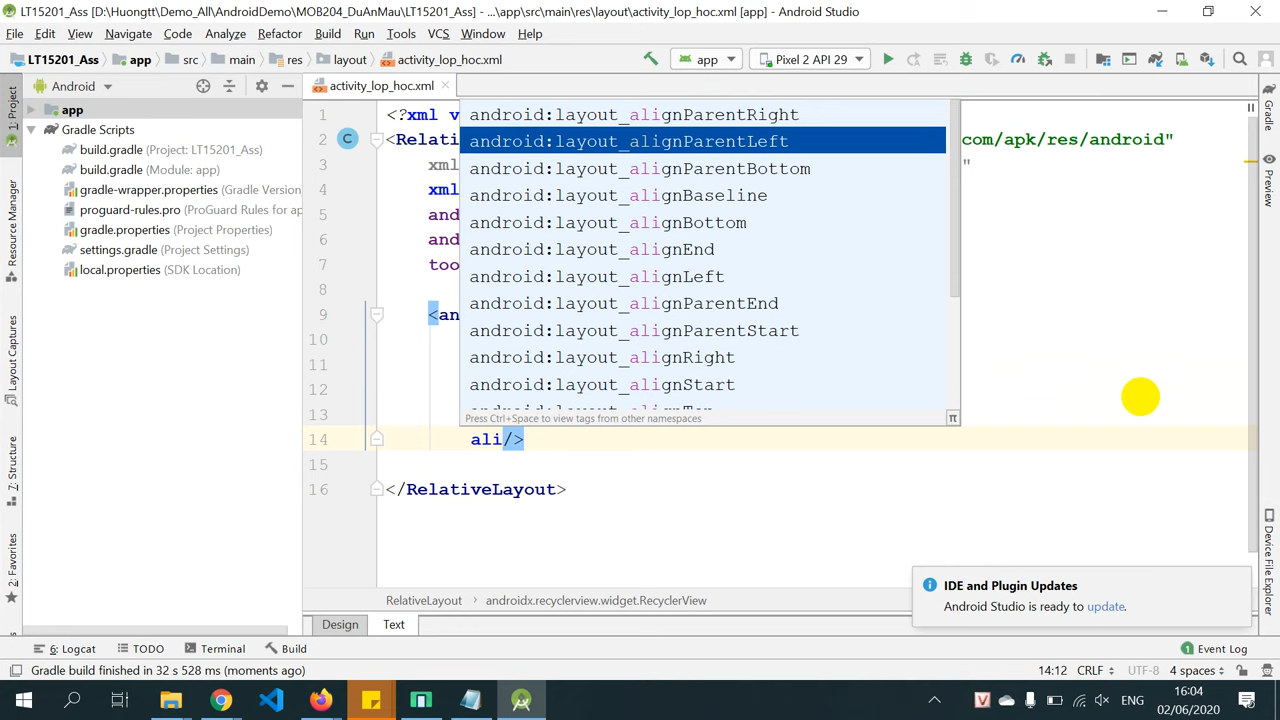 LT15201_Ass [D:\Huongtt\Demo_All\AndroidDemo\MOB204_DuAnMau\LT15201_Ass] - ...\app\src\main\res\layout\activity_lop_hoc.xml [app] - Android Studio
File Edit View Navigate Code Analyze Refactor Build Run Tools VCS Window Help
LT15201_Ass app src main res layout activity_lop_hoc.xml app Pixel 2 API 29
1: Project
Resource Manager
Layout Captures
7: Structure
2: Favorites
Android
app
Gradle Scripts
build.gradle (Project: LT15201_Ass)
build.gradle (Module: app)
gradle-wrapper.properties (Gradle Version
proguard-rules.pro (ProGuard Rules for ap
gradle.properties (Project Properties)
settings.gradle (Project Settings)
local.properties (SDK Location)
activity_lop_hoc.xml
1 <?xml v
2 C <Relati com/apk/res/android"
3 xml "
4 xml
5 and
6 and
7 too
8
9 <an
10
11
12
13
14 ali/>
15
16 </RelativeLayout>
android:layout_alignParentRight
android:layout_alignParentLeft
android:layout_alignParentBottom
android:layout_alignBaseline
android:layout_alignBottom
android:layout_alignEnd
android:layout_alignLeft
android:layout_alignParentEnd
android:layout_alignParentStart
android:layout_alignRight
android:layout_alignStart
android:layout_alignTop
Press Ctrl+Space to view tags from other namespaces π
Gradle
Preview
Device File Explorer
IDE and Plugin Updates
Android Studio is ready to update.
RelativeLayout androidx.recyclerview.widget.RecyclerView
Design Text
6: Logcat TODO Terminal Build 1 Event Log
Gradle build finished in 32 s 528 ms (moments ago) 14:12 CRLF UTF-8 4 spaces
ENG
16:04
02/06/2020